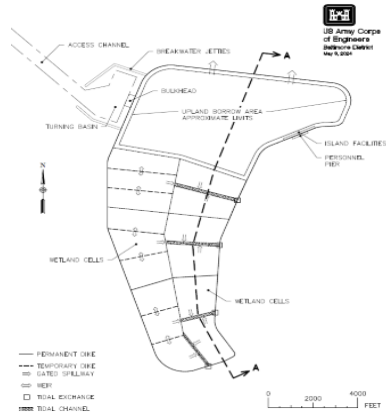 US Army Corps
of Engineers
Baltimore District
May 5, 2004
ACCESS CHANNEL
BREAKWATER JETTIES
A
BULKHEAD
UPLAND BORROW AREA
APPROXIMATE LIMITS
TURNING BASIN
ISLAND FACILITIES
PERSONNEL
PIER
N
WETLAND CELLS
WETLAND CELLS
A
PERMANENT DIKE
TEMPORARY DIKE
GATED SPILLWAY
WEIR
TIDAL EXCHANGE
TIDAL CHANNEL
0 2000 4000
FEET